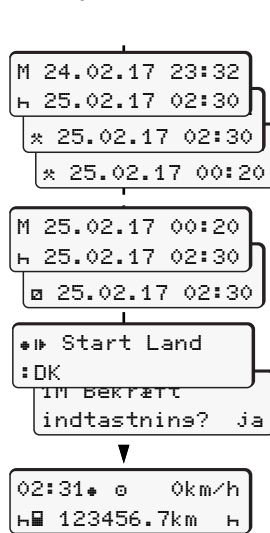 M 24.02.17 23:32
h 25.02.17 02:30
25.02.17 02:30
25.02.17 00:20
M 25.02.17 00:20
h 25.02.17 02:30
25.02.17 02:30
Start Land
:DK
1M Bekræft
indtastning? ja
02:31 0km/h
h 123456.7km h